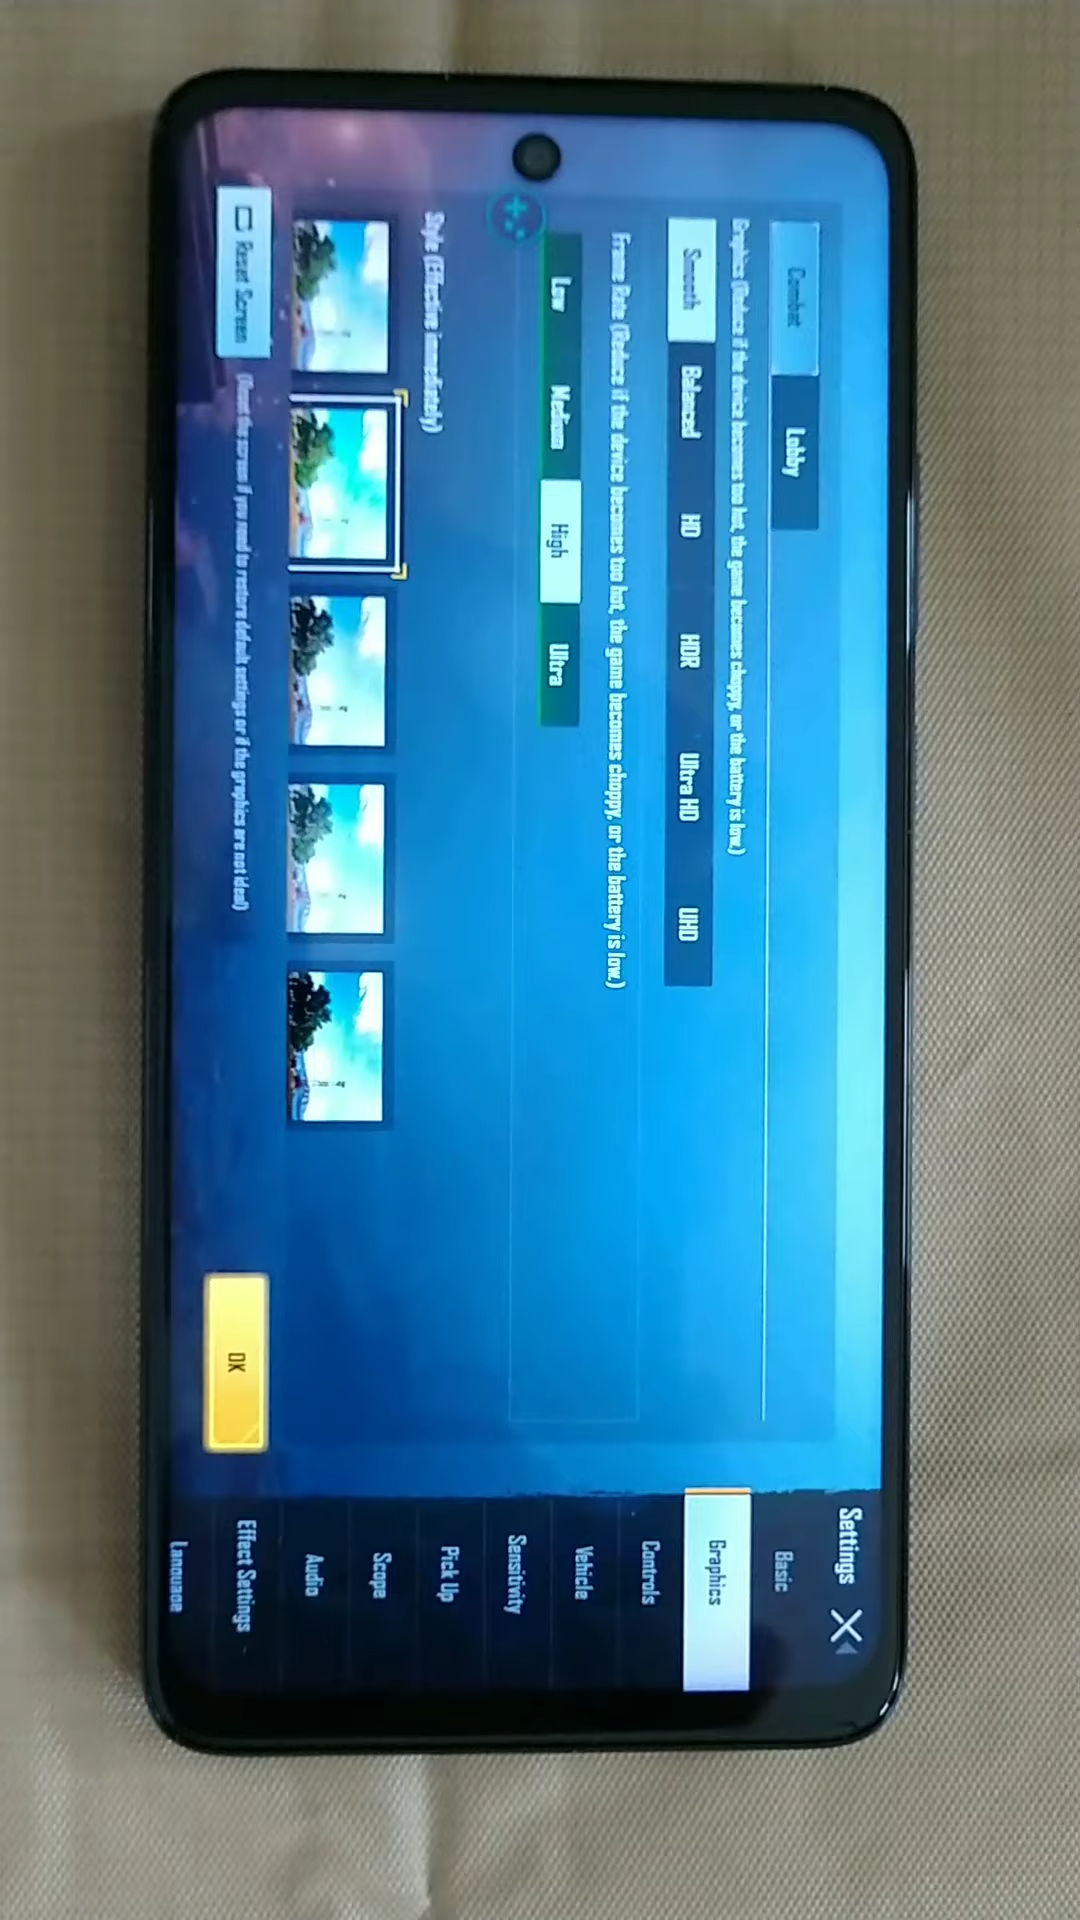 Settings
Combat Lobby
Graphics (Reduce if the device becomes too hot, the game becomes choppy, or the battery is low.)
Smooth Balanced HD HDR Ultra HD UHD
Frame Rate (Reduce if the device becomes too hot, the game becomes choppy, or the battery is low.)
Low Medium High Ultra
Style (Effective immediately)
Reset Screen
(Reset the screen if you need to restore default settings or if the graphics are not ideal)
OK
Basic
Graphics
Controls
Vehicle
Sensitivity
Pick Up
Scope
Audio
Effect Settings
Language